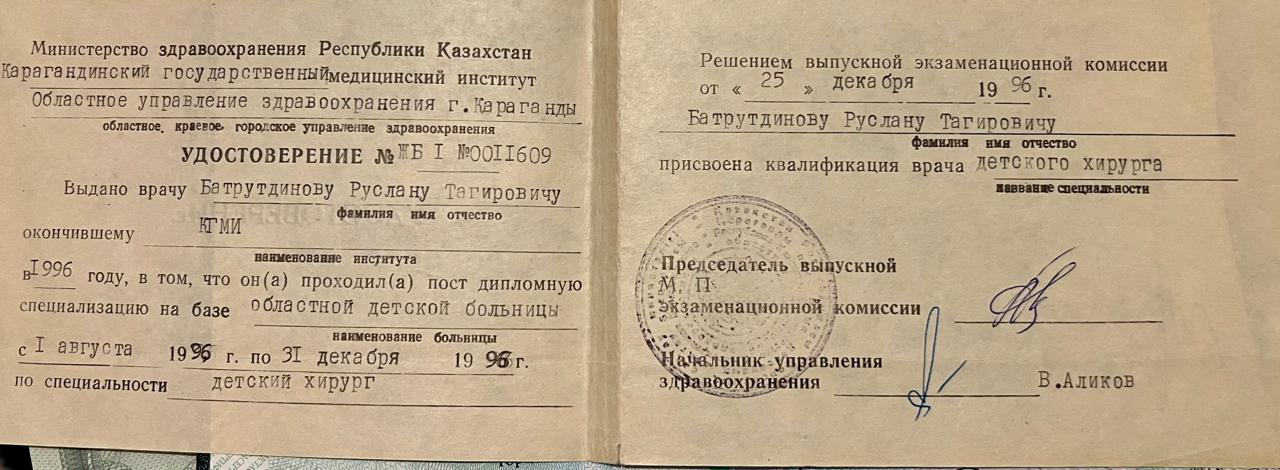 Министерство здравоохранения Республики Казахстан
Карагандинский государственный медицинский институт
Областное управление здравоохранения г.Караганды
областное, краевое, городское управление здравоохранения
УДОСТОВЕРЕНИЕ № ЖБ I №00II609
Выдано врачу Батрутдинову Руслану Тагировичу
фамилия имя отчество
окончившему КГМИ
наименование института
в I996 году, в том, что он(а) проходил(а) пост дипломную
специализацию на базе областной детской больницы
наименование больницы
с I августа 1996 г. по 3I декабря 1996 г.
по специальности детский хирург
Решением выпускной экзаменационной комиссии
от « 25 » декабря 1996 г.
Батрутдинову Руслану Тагировичу
фамилия имя отчество
присвоена квалификация врача детского хирурга
название специальности
Председатель выпускной
М. П
экзаменационной комиссии
Начальник управления
здравоохранения В.Аликов